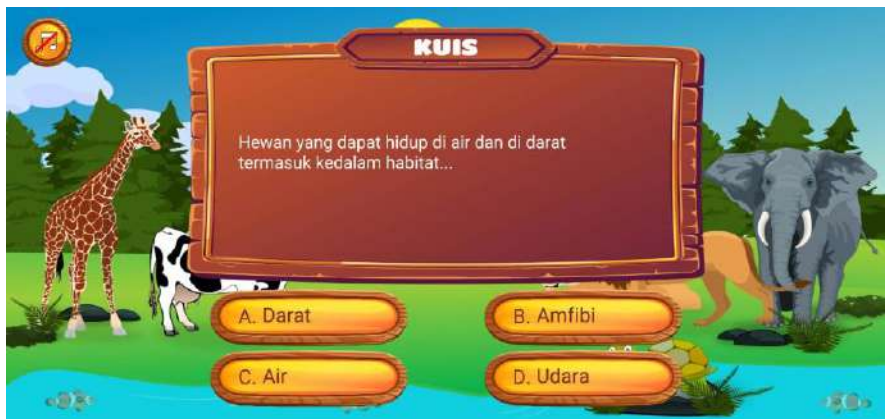 KUIS
Hewan yang dapat hidup di air dan di darat
termasuk kedalam habitat...
A. Darat
B. Amfibi
C. Air
D. Udara